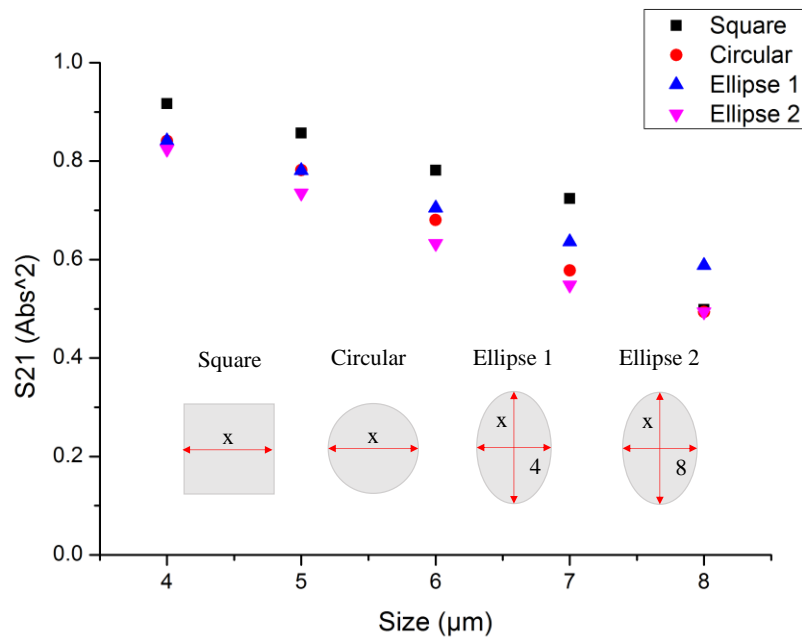 Square
Circular
Ellipse 1
Ellipse 2
1.0
0.8
0.6
0.4
0.2
0.0
S21 (Abs^2)
Square Circular Ellipse 1 Ellipse 2
x x x 4 x 8
4 5 6 7 8
Size (μm)